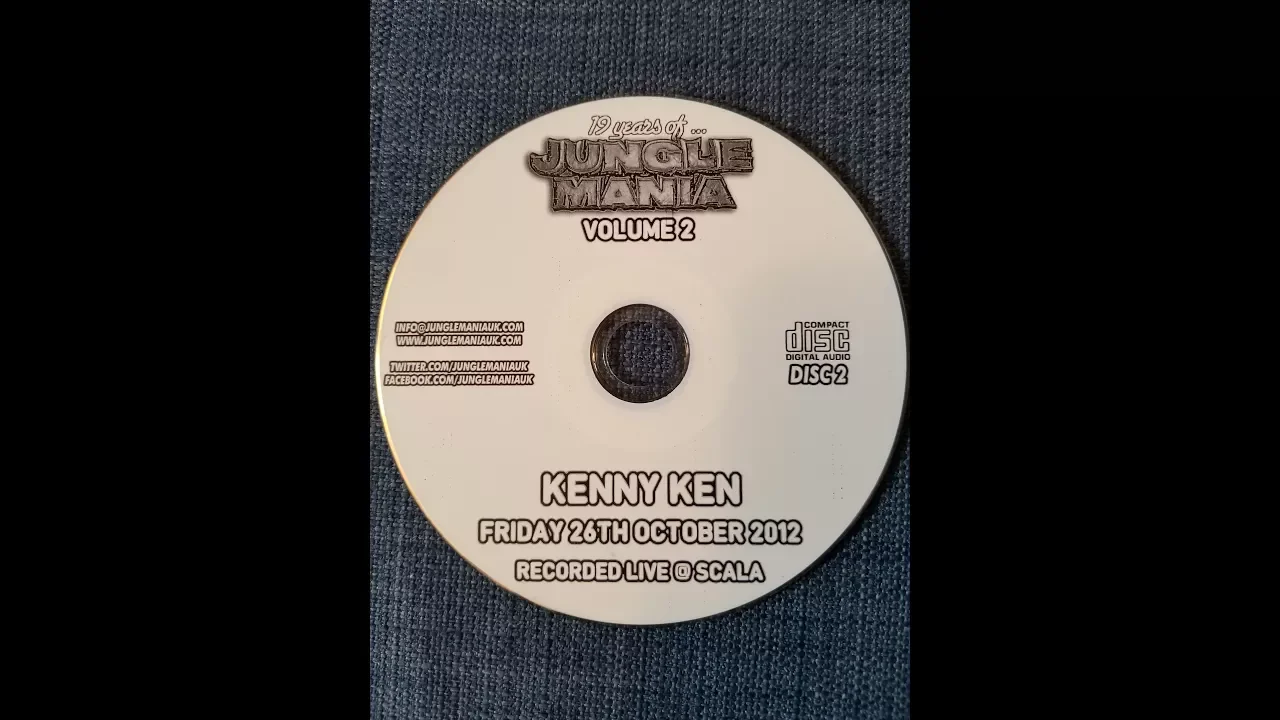 19 years of ...
JUNGLE
MANIA
VOLUME 2
INFO@JUNGLEMANIAUK.COM
WWW.JUNGLEMANIAUK.COM
TWITTER.COM/JUNGLEMANIAUK
FACEBOOK.COM/JUNGLEMANIAUK
COMPACT
disc
DIGITAL AUDIO
DISC 2
KENNY KEN
FRIDAY 26TH OCTOBER 2012
RECORDED LIVE @ SCALA